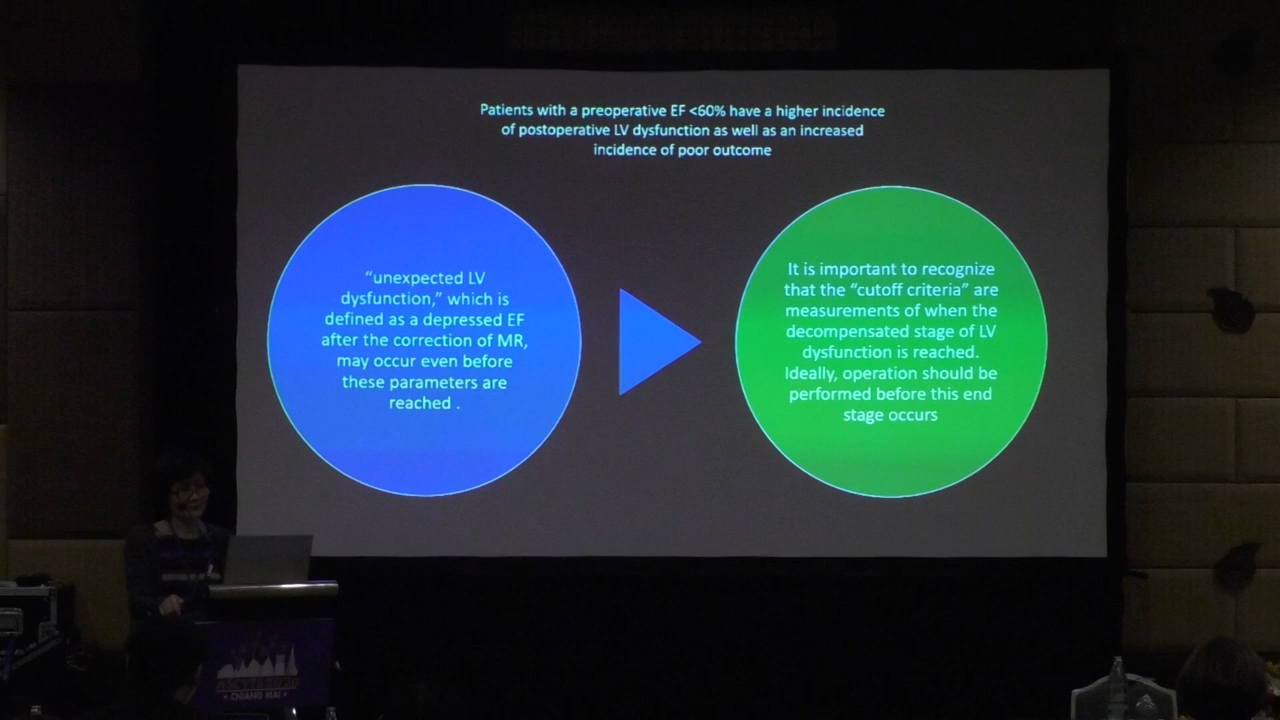 Patients with a preoperative EF <60% have a higher incidence
of postoperative LV dysfunction as well as an increased
incidence of poor outcome
“unexpected LV
dysfunction,” which is
defined as a depressed EF
after the correction of MR,
may occur even before
these parameters are
reached .
It is important to recognize
that the “cutoff criteria” are
measurements of when the
decompensated stage of LV
dysfunction is reached.
Ideally, operation should be
performed before this end
stage occurs
• CHIANG MAI •